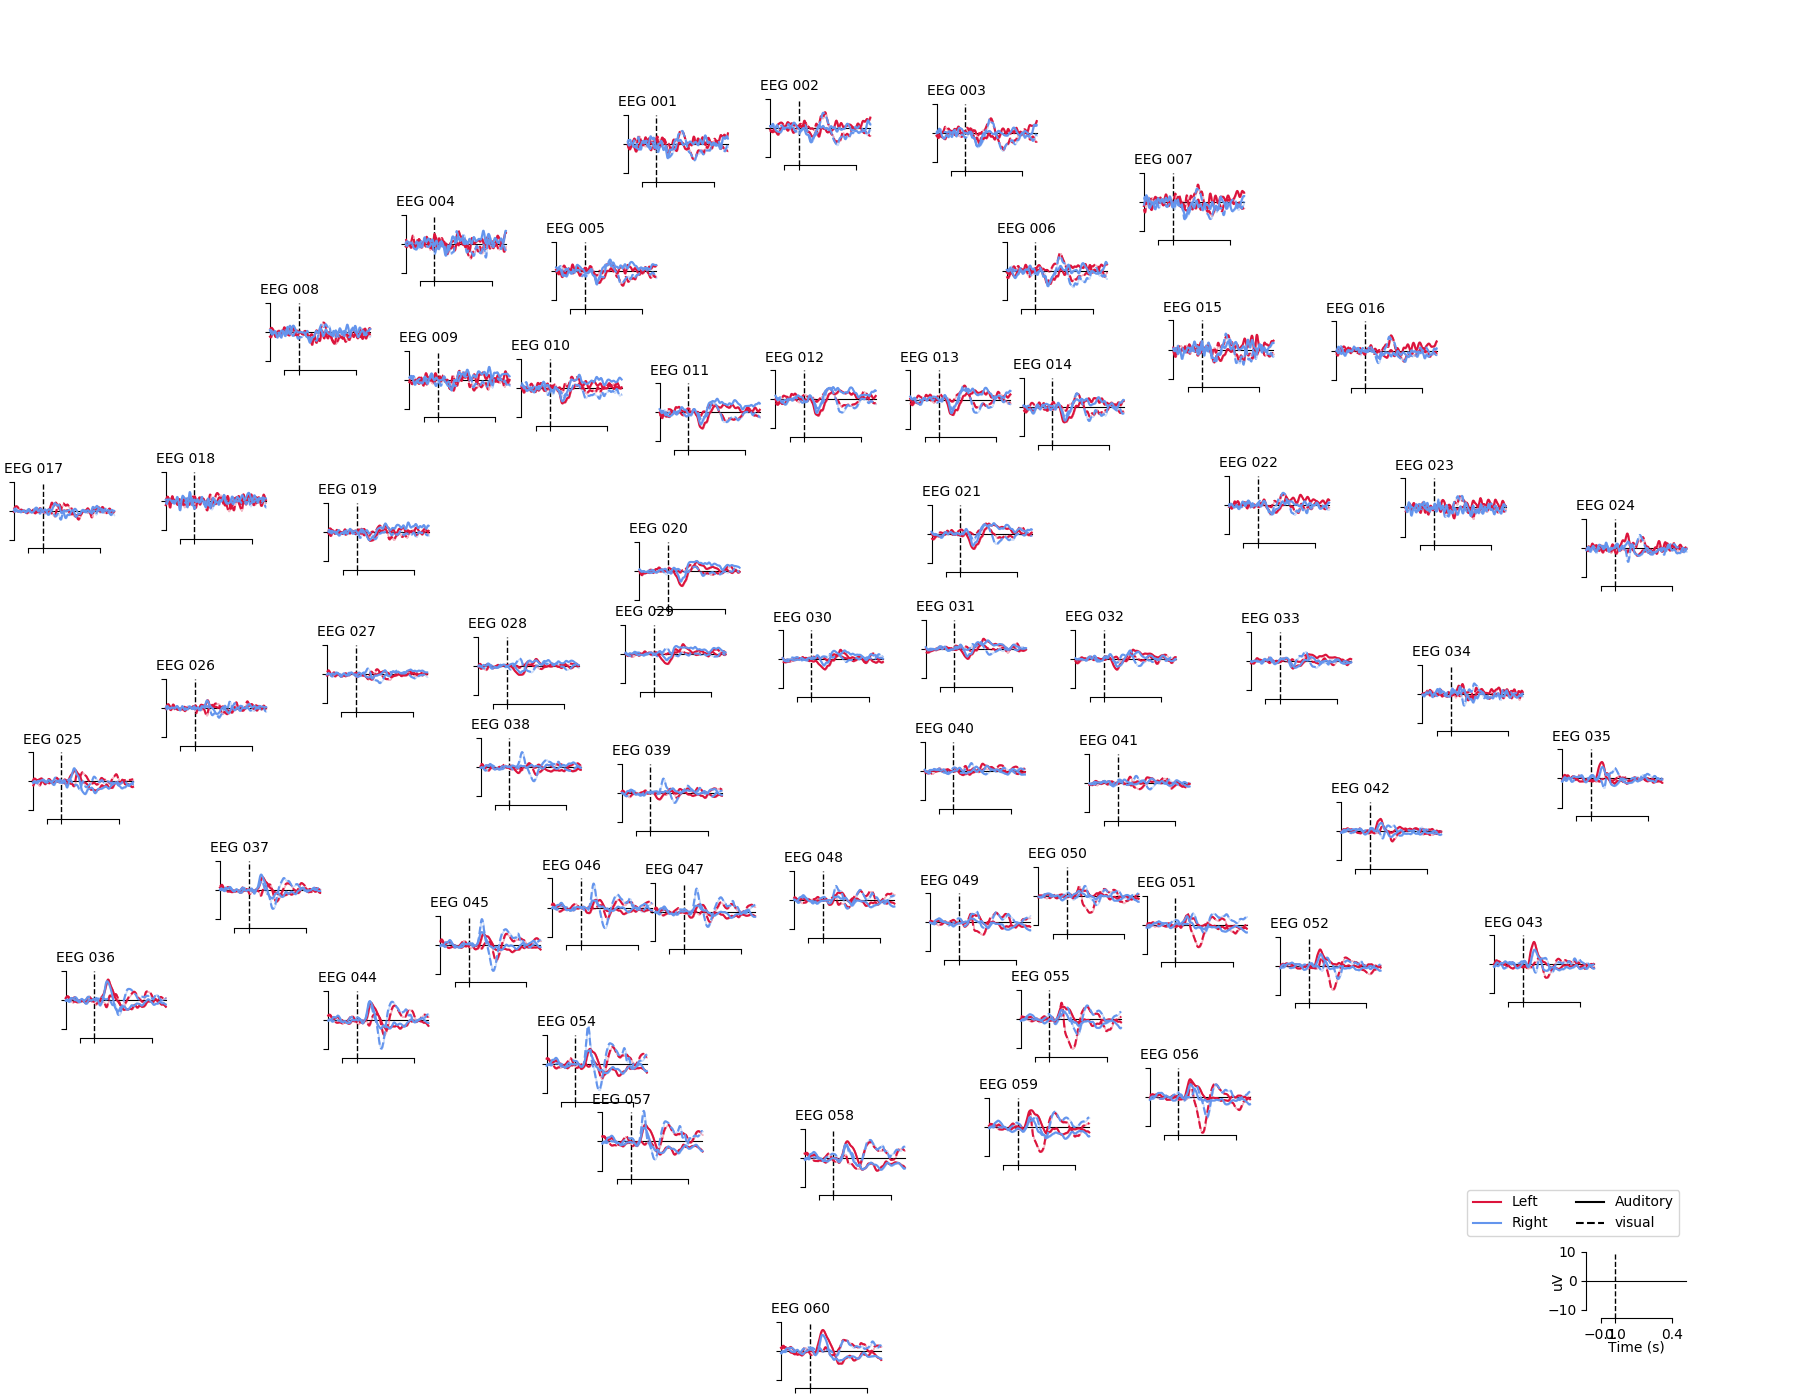 EEG 002
EEG 003
EEG 001
EEG 007
EEG 004
EEG 005
EEG 006
EEG 008
EEG 015
EEG 016
EEG 009
EEG 010
EEG 012
EEG 013
EEG 014
EEG 011
EEG 017
EEG 018
EEG 022
EEG 023
EEG 019
EEG 021
EEG 024
EEG 020
EEG 029
EEG 031
EEG 030
EEG 032
EEG 033
EEG 028
EEG 027
EEG 034
EEG 026
EEG 038
EEG 040
EEG 025
EEG 041
EEG 035
EEG 039
EEG 042
EEG 037
EEG 050
EEG 048
EEG 046
EEG 047
EEG 049
EEG 051
EEG 045
EEG 052
EEG 043
EEG 036
EEG 044
EEG 055
EEG 054
EEG 056
EEG 059
EEG 057
EEG 058
Left Auditory
Right visual
10
uV 0
−10
−0.1 0.0 0.4
Time (s)
EEG 060